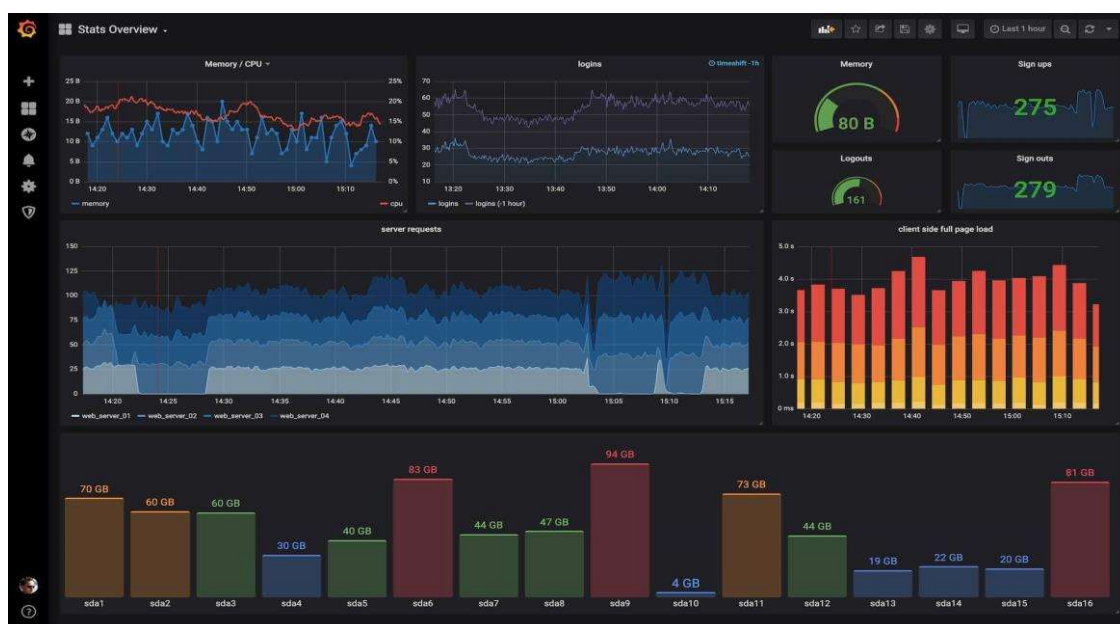 Stats Overview
Last 1 hour
Memory / CPU
25 B
20 B
15 B
10 B
5 B
0 B
25%
20%
15%
10%
5%
0%
14:20 14:30 14:40 14:50 15:00 15:10
memory cpu
logins
timeshift -1h
70
60
50
40
30
20
10
13:20 13:30 13:40 13:50 14:00 14:10
logins logins (-1 hour)
Memory
80 B
Sign ups
275
Logouts
161
Sign outs
279
server requests
150
125
100
75
50
25
0
14:20 14:25 14:30 14:35 14:40 14:45 14:50 14:55 15:00 15:05 15:10 15:15
web_server_01 web_server_02 web_server_03 web_server_04
client side full page load
5.0 s
4.0 s
3.0 s
2.0 s
1.0 s
0 ms
14:20 14:30 14:40 14:50 15:00 15:10
70 GB 60 GB 60 GB 30 GB 40 GB 83 GB 44 GB 47 GB 94 GB 4 GB 73 GB 44 GB 19 GB 22 GB 20 GB 81 GB
sda1 sda2 sda3 sda4 sda5 sda6 sda7 sda8 sda9 sda10 sda11 sda12 sda13 sda14 sda15 sda16